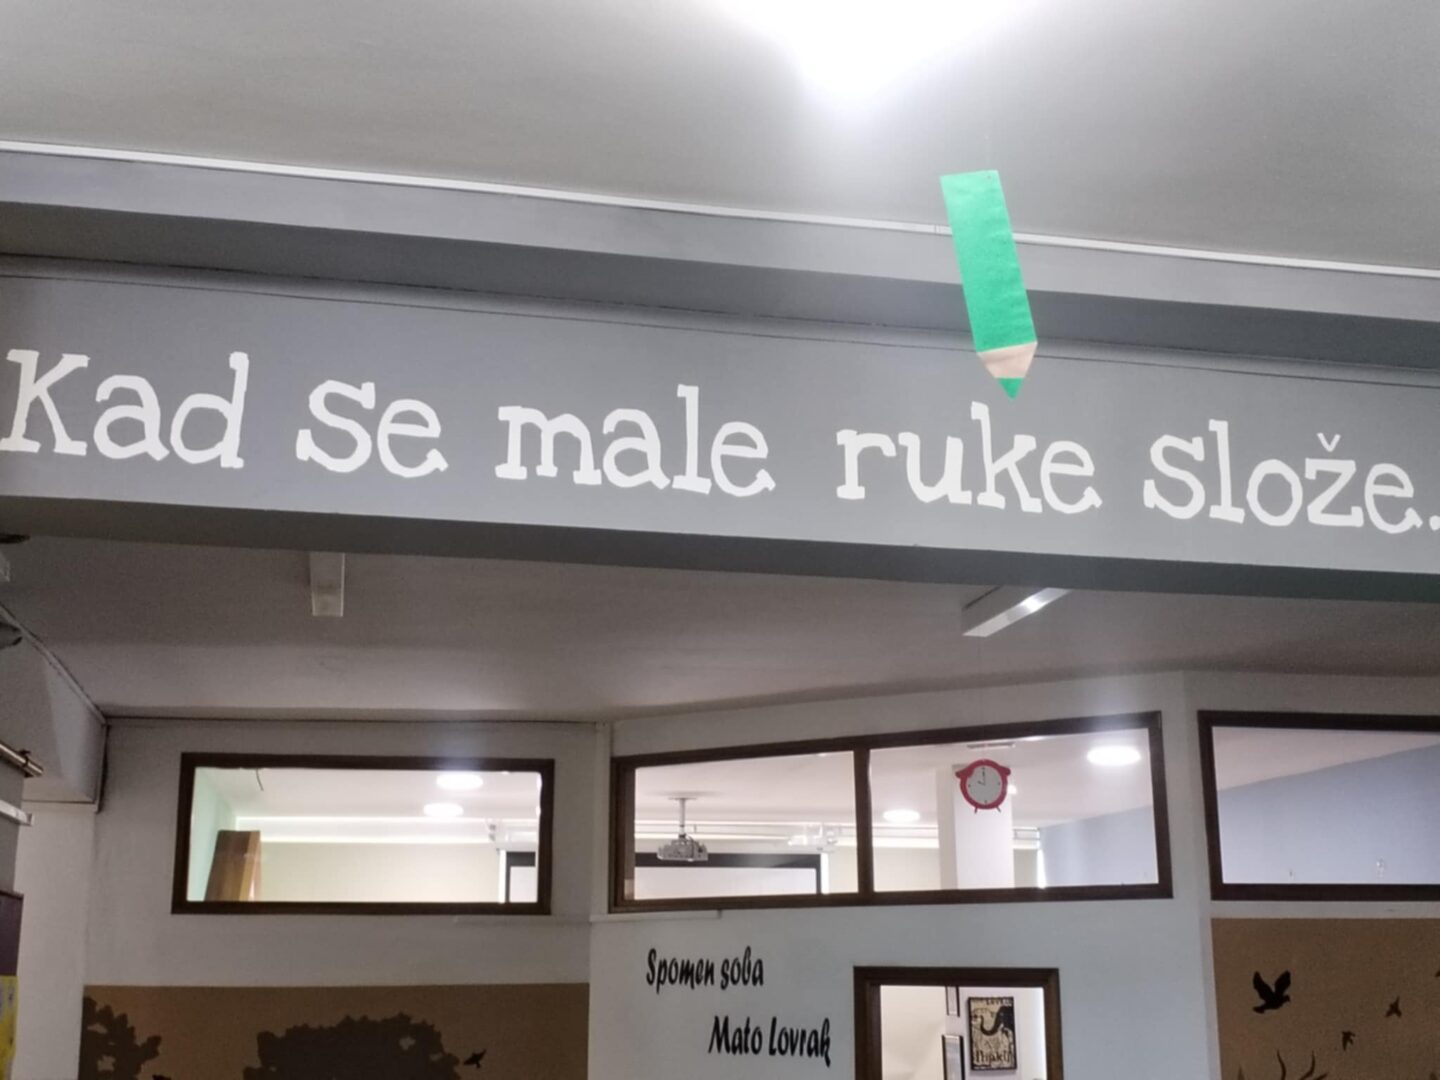 Kad se male ruke slože.
Spomen soba
Mato Lovrak